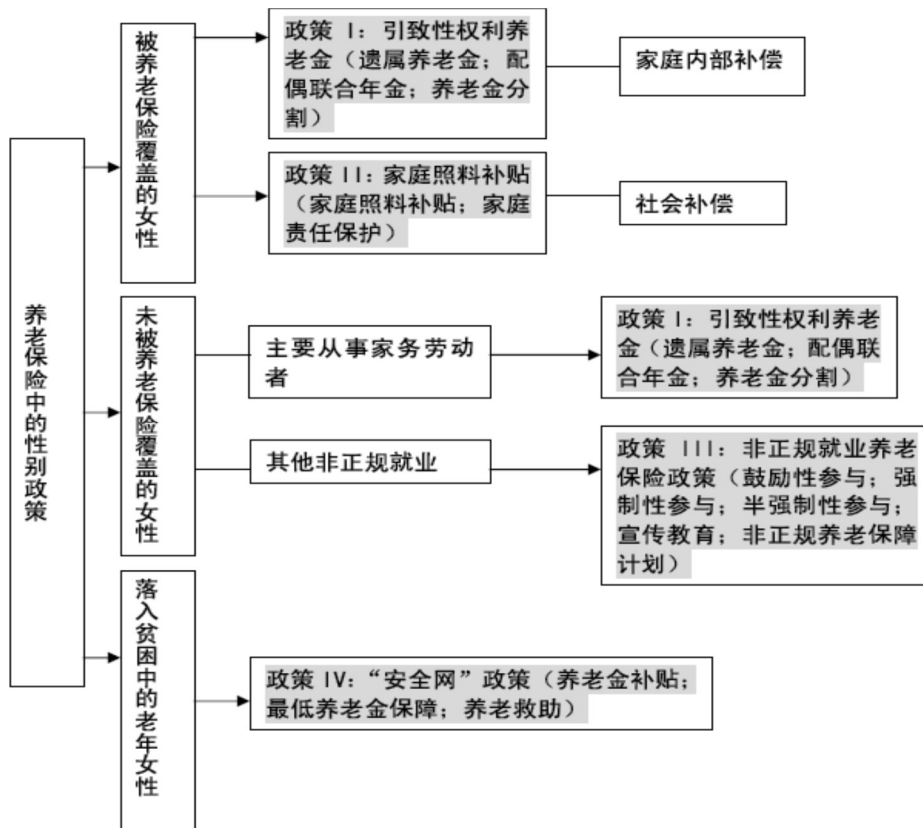 养老保险中的性别政策
被养老保险覆盖的女性
政策 I：引致性权利养
老金（遗属养老金；配
偶联合年金；养老金分
割）
家庭内部补偿
政策 II：家庭照料补贴
（家庭照料补贴；家庭
责任保护）
社会补偿
未被养老保险覆盖的女性
主要从事家务劳动
者
政策 I：引致性权利养老
金（遗属养老金；配偶联
合年金；养老金分割）
其他非正规就业
政策 III：非正规就业养老
保险政策（鼓励性参与；强
制性参与；半强制性参与；
宣传教育；非正规养老保障
计划）
落入贫困中的老年女性
政策 IV：“安全网”政策（养老金补贴；
最低养老金保障；养老救助）